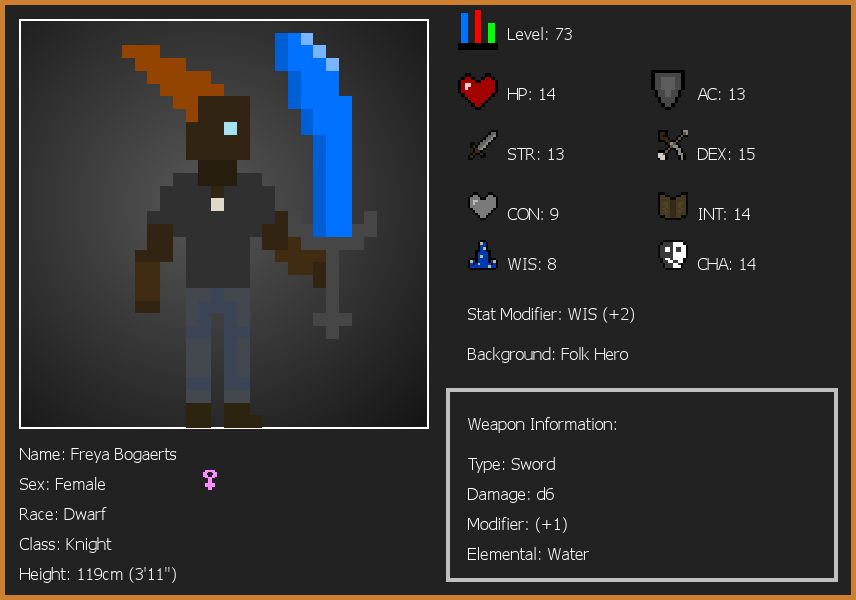 Level: 73
HP: 14
AC: 13
STR: 13
DEX: 15
CON: 9
INT: 14
WIS: 8
CHA: 14
Stat Modifier: WIS (+2)
Background: Folk Hero
Weapon Information:
Type: Sword
Damage: d6
Modifier: (+1)
Elemental: Water
Name: Freya Bogaerts
Sex: Female
Race: Dwarf
Class: Knight
Height: 119cm (3'11")